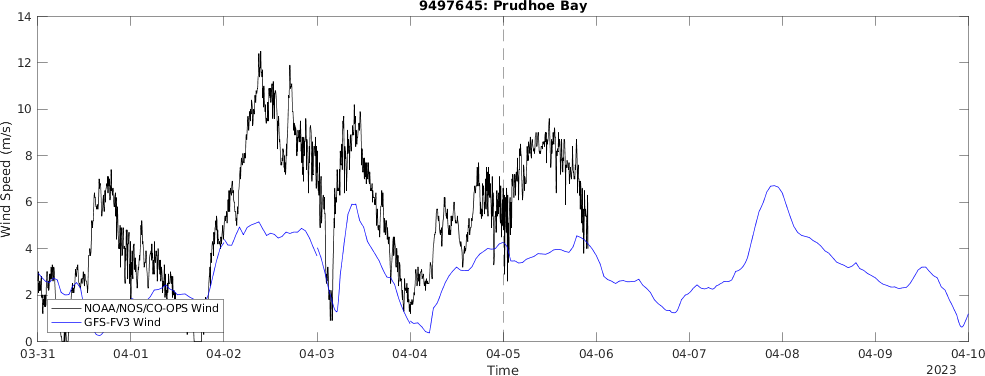 9497645: Prudhoe Bay
Wind Speed (m/s)
14
12
10
8
6
4
2
0
NOAA/NOS/CO-OPS Wind
GFS-FV3 Wind
03-31 04-01 04-02 04-03 04-04 04-05 04-06 04-07 04-08 04-09 04-10
Time
2023